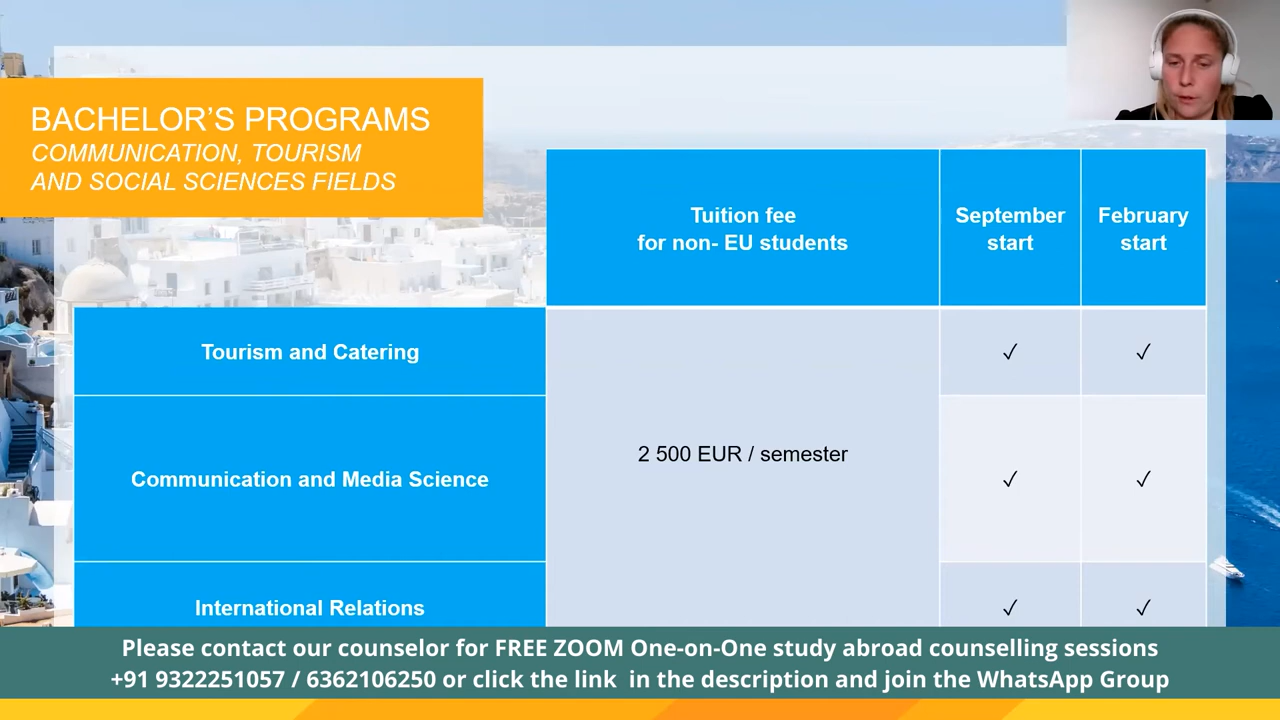 BACHELOR'S PROGRAMS
COMMUNICATION, TOURISM
AND SOCIAL SCIENCES FIELDS
Tuition fee
for non- EU students
September
start
February
start
Tourism and Catering
✓
✓
2 500 EUR / semester
Communication and Media Science
✓
✓
International Relations
✓
✓
Please contact our counselor for FREE ZOOM One-on-One study abroad counselling sessions
+91 9322251057 / 6362106250 or click the link  in the description and join the WhatsApp Group